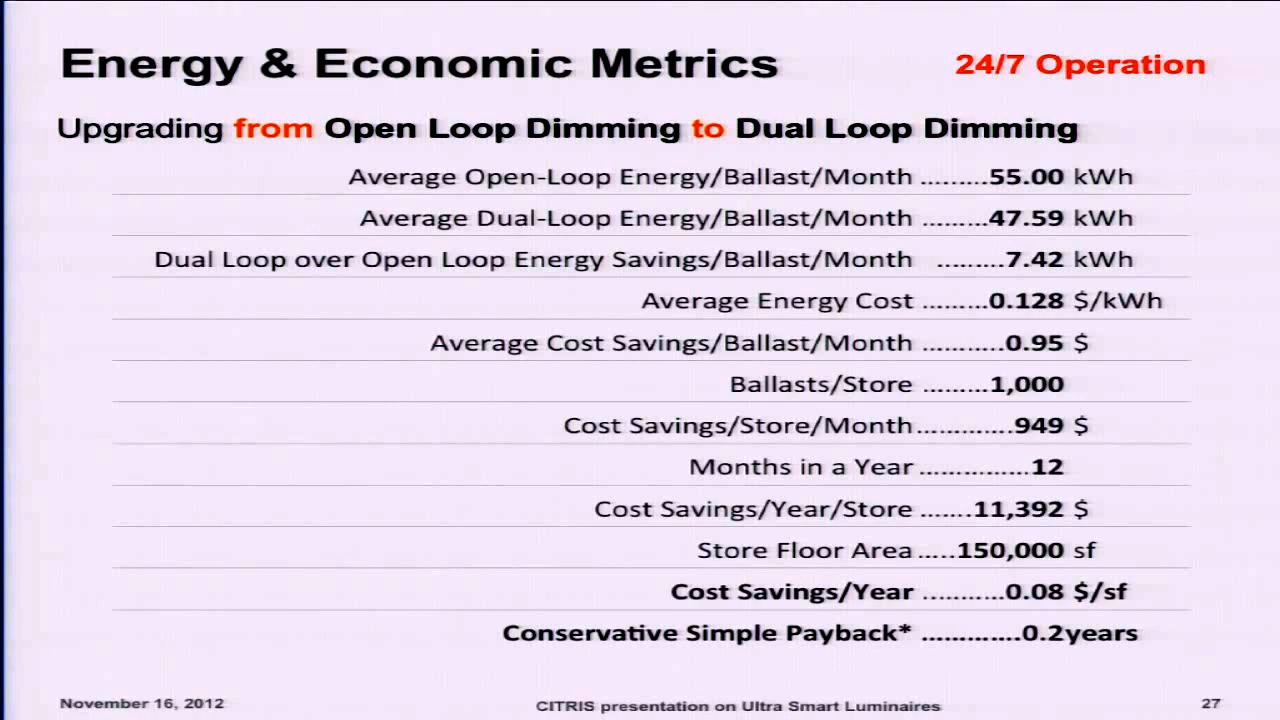 Energy & Economic Metrics
24/7 Operation
Upgrading from Open Loop Dimming to Dual Loop Dimming
Average Open-Loop Energy/Ballast/Month .........55.00 kWh
Average Dual-Loop Energy/Ballast/Month .........47.59 kWh
Dual Loop over Open Loop Energy Savings/Ballast/Month ...........7.42 kWh
Average Energy Cost .........0.128 $/kWh
Average Cost Savings/Ballast/Month ...........0.95 $
Ballasts/Store .........1,000
Cost Savings/Store/Month.............949 $
Months in a Year ...............12
Cost Savings/Year/Store .......11,392 $
Store Floor Area .....150,000 sf
Cost Savings/Year ...........0.08 $/sf
Conservative Simple Payback* .............0.2years
November 16, 2012
CITRIS presentation on Ultra Smart Luminaires
27